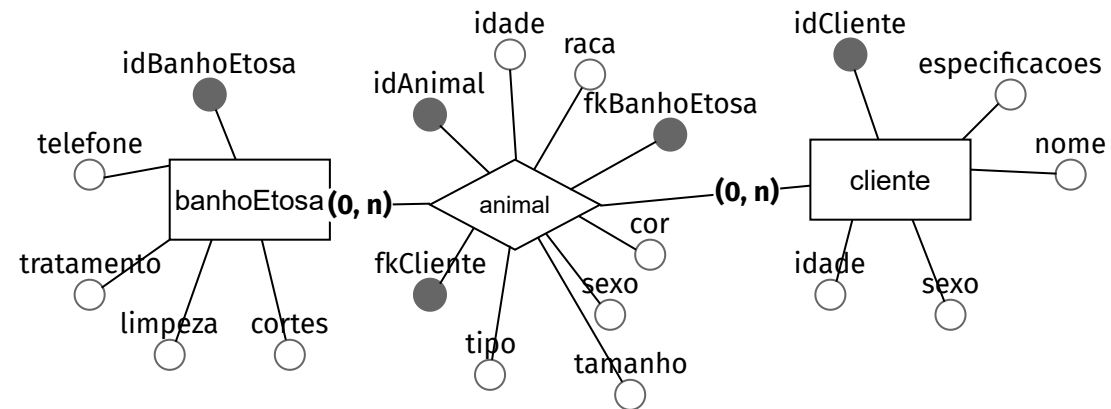 idade
idCliente
raca
idBanhoEtosa
especificacoes
idAnimal
fkBanhoEtosa
telefone
nome
banhoEtosa
(0, n)
animal
(0, n)
cliente
cor
tratamento
fkCliente
idade
sexo
sexo
limpeza
cortes
tipo
tamanho